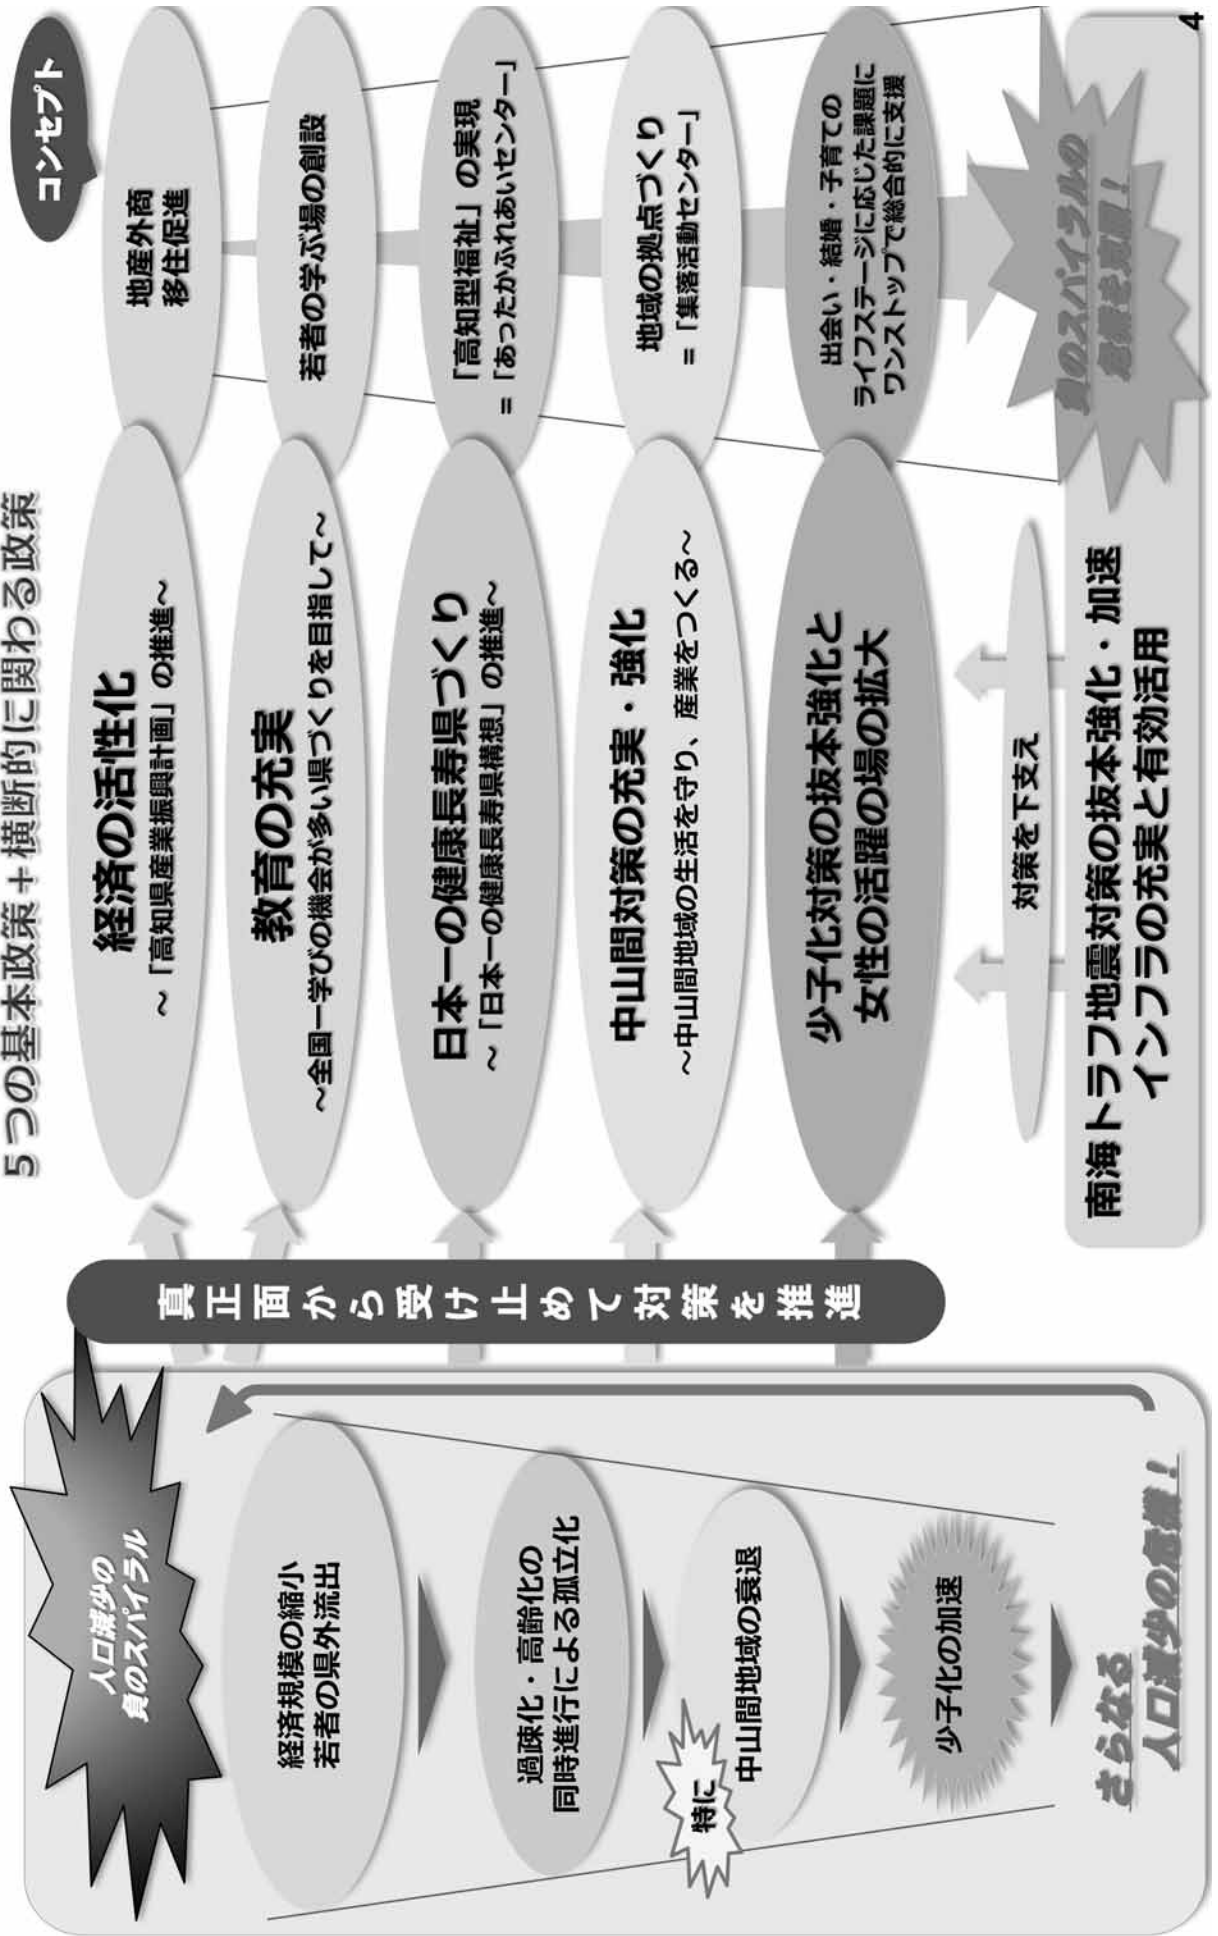 5つの基本政策+横断的に関わる政策
人口減少の
負のスパイラル
経済規模の縮小
若者の県外流出
過疎化・高齢化の
同時進行による孤立化
特に
中山間地域の衰退
少子化の加速
さらなる
人口減少の危機！
真正面から受け止めて対策を推進
経済の活性化
～「高知県産業振興計画」の推進～
教育の充実
～全国一学びの機会が多い県づくりを目指して～
日本一の健康長寿県づくり
～「日本一の健康長寿県構想」の推進～
中山間対策の充実・強化
～中山間地域の生活を守り、産業をつくる～
少子化対策の抜本強化と
女性の活躍の場の拡大
コンセプト
地産外商
移住促進
若者の学ぶ場の創設
「高知型福祉」の実現
=「あったかふれあいセンター」
地域の拠点づくり
=「集落活動センター」
出会い・結婚・子育ての
ライフステージに応じた課題に
ワンストップで総合的に支援
負のスパイラルの
危機を克服！
対策を下支え
南海トラフ地震対策の抜本強化・加速
インフラの充実と有効活用
4